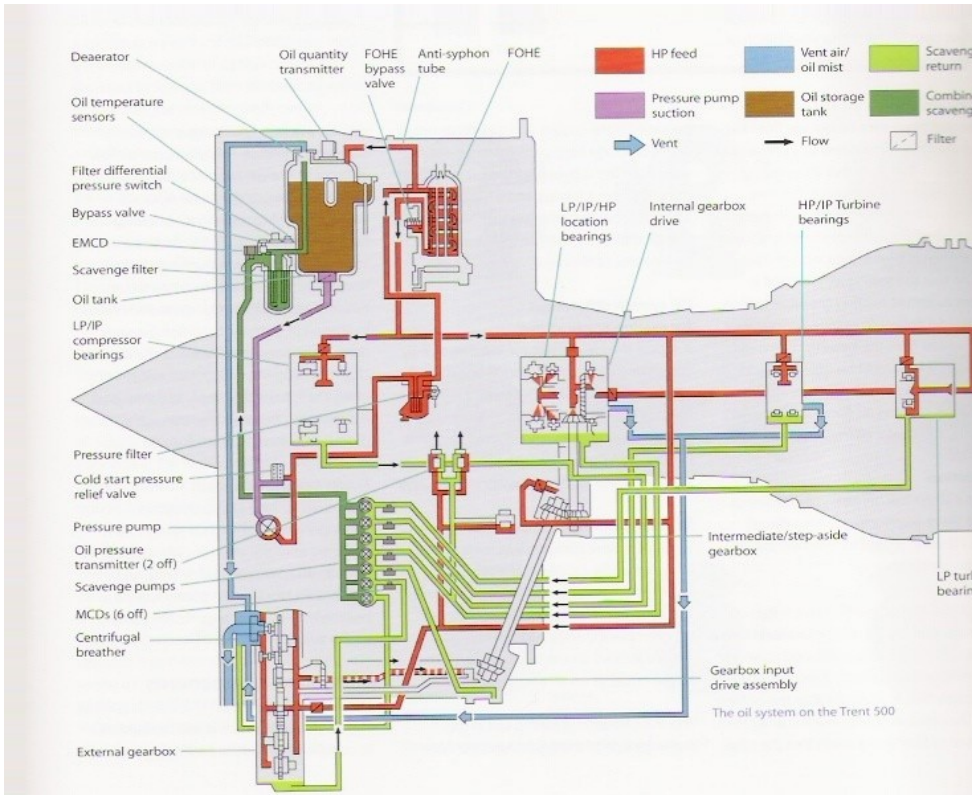 Deaerator
Oil quantity
transmitter
FOHE
bypass
valve
Anti-syphon
tube
FOHE
HP feed
Vent air/
oil mist
return
Pressure pump
suction
Oil storage
tank
Vent
Flow
Filter
Oil temperature
sensors
Filter differential
pressure switch
Bypass valve
EMCD
Scavenge filter
Oil tank
LP/IP
compressor
bearings
LP/IP/HP
location
bearings
Internal gearbox
drive
HP/IP Turbine
bearings
Pressure filter
Cold start pressure
relief valve
Pressure pump
Oil pressure
transmitter (2 off)
Scavenge pumps
MCDs (6 off)
Centrifugal
breather
External gearbox
Intermediate/step-aside
gearbox
LP
Gearbox input
drive assembly
The oil system on the Trent 500